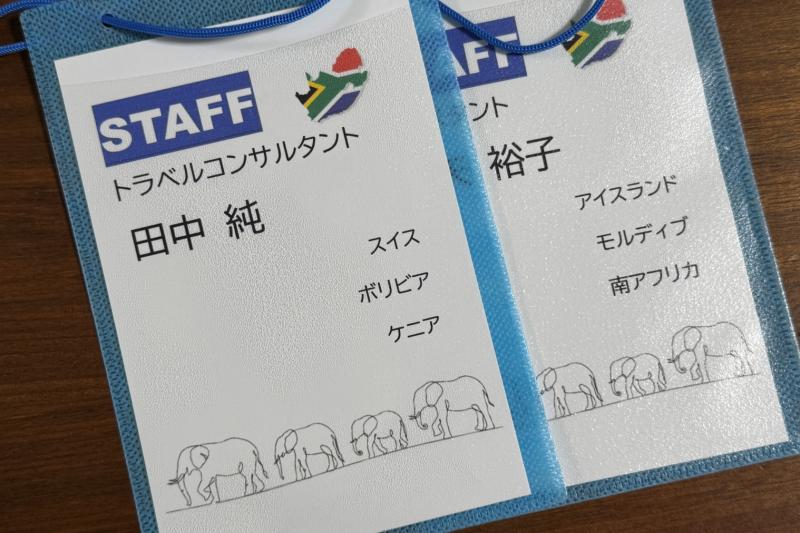 STAFF
トラベルコンサルタント
田中 純
スイス
ボリビア
ケニア
AFF
ント
裕子
アイスランド
モルディブ
南アフリカ